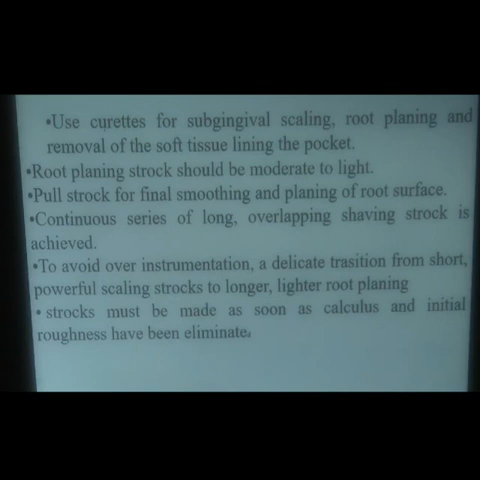 •Use curettes for subgingival scaling, root planing and
removal of the soft tissue lining the pocket.
•Root planing strock should be moderate to light.
•Pull strock for final smoothing and planing of root surface.
•Continuous series of long, overlapping shaving strock is
achieved.
•To avoid over instrumentation, a delicate trasition from short,
powerful scaling strocks to longer, lighter root planing
• strocks must be made as soon as calculus and initial
roughness have been eliminate.